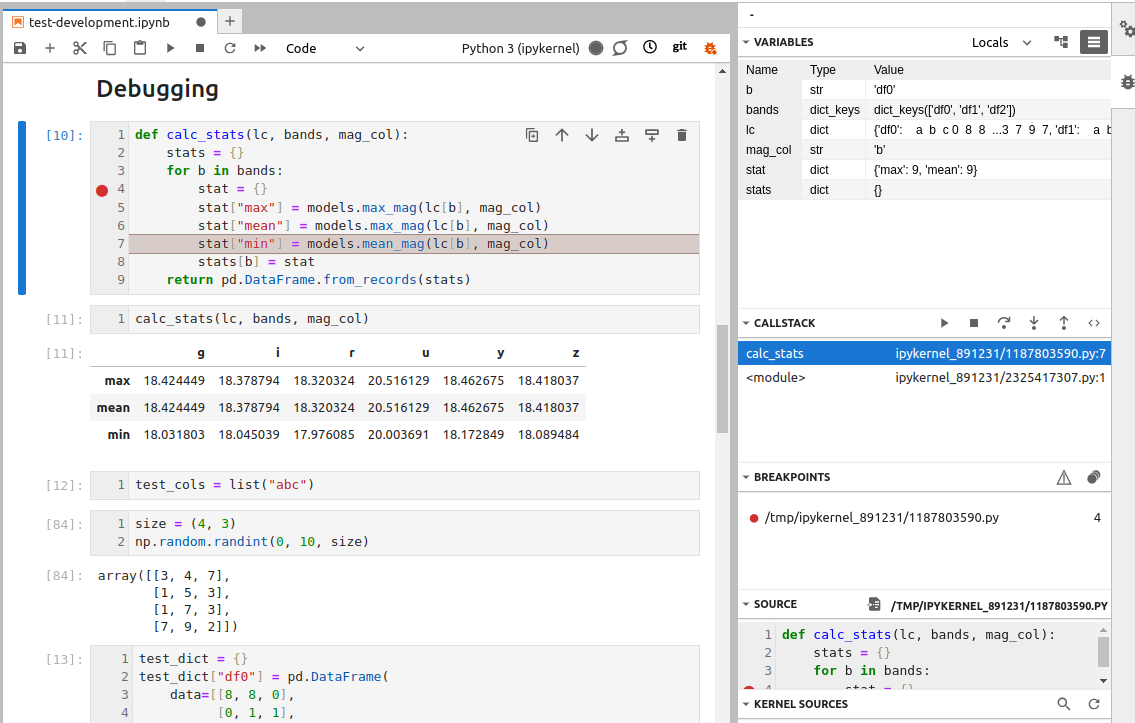 test-development.ipynb
Code
Python 3 (ipykernel)
git
Debugging
[10]:
1 def calc_stats(lc, bands, mag_col):
2 stats = {}
3 for b in bands:
4 stat = {}
5 stat["max"] = models.max_mag(lc[b], mag_col)
6 stat["mean"] = models.max_mag(lc[b], mag_col)
7 stat["min"] = models.mean_mag(lc[b], mag_col)
8 stats[b] = stat
9 return pd.DataFrame.from_records(stats)
[11]: 1 calc_stats(lc, bands, mag_col)
[11]: g i r u y z
max 18.424449 18.378794 18.320324 20.516129 18.462675 18.418037
mean 18.424449 18.378794 18.320324 20.516129 18.462675 18.418037
min 18.031803 18.045039 17.976085 20.003691 18.172849 18.089484
[12]: 1 test_cols = list("abc")
[84]: 1 size = (4, 3)
2 np.random.randint(0, 10, size)
[84]: array([[3, 4, 7],
[1, 5, 3],
[1, 7, 3],
[7, 9, 2]])
[13]: 1 test_dict = {}
2 test_dict["df0"] = pd.DataFrame(
3 data=[[8, 8, 0],
4 [0, 1, 1],
-
VARIABLES Locals
Name Type Value
b str 'df0'
bands dict_keys dict_keys(['df0', 'df1', 'df2'])
lc dict {'df0': a b c 0 8 8 ...3 7 9 7, 'df1': a b
mag_col str 'b'
stat dict {'max': 9, 'mean': 9}
stats dict {}
CALLSTACK
calc_stats ipykernel_891231/1187803590.py:7
<module> ipykernel_891231/2325417307.py:1
BREAKPOINTS
/tmp/ipykernel_891231/1187803590.py 4
SOURCE /TMP/IPYKERNEL_891231/1187803590.PY
1 def calc_stats(lc, bands, mag_col):
2 stats = {}
3 for b in bands:
4 stat = {}
KERNEL SOURCES